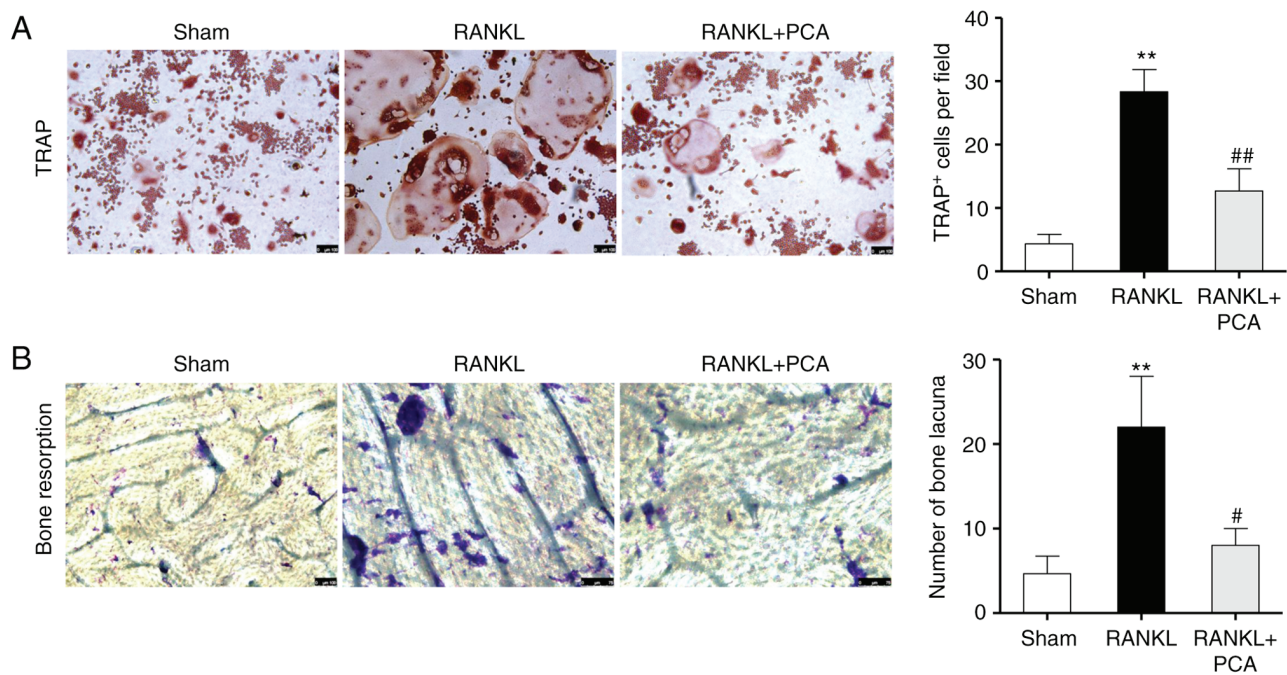 A
Sham
RANKL
RANKL+PCA
TRAP
TRAP⁺ cells per field
40
30
20
10
0
**
##
Sham
RANKL
RANKL+
PCA
B
Sham
RANKL
RANKL+PCA
Bone resorption
Number of bone lacuna
30
20
10
0
**
#
Sham
RANKL
RANKL+
PCA